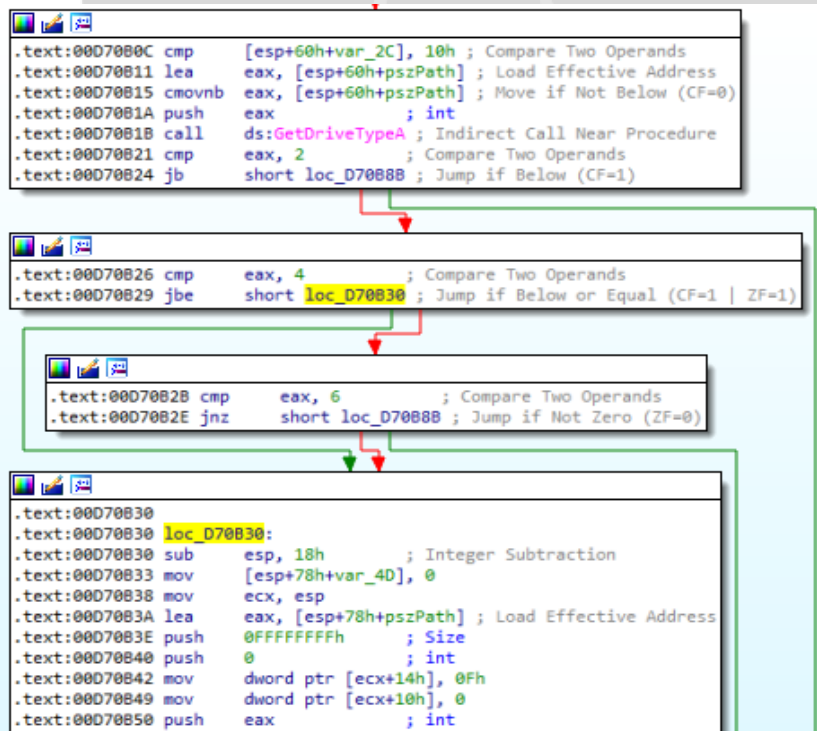 .text:00D70B0C cmp [esp+60h+var_2C], 10h ; Compare Two Operands
.text:00D70B11 lea eax, [esp+60h+pszPath] ; Load Effective Address
.text:00D70B15 cmovnb eax, [esp+60h+pszPath] ; Move if Not Below (CF=0)
.text:00D70B1A push eax ; int
.text:00D70B1B call ds:GetDriveTypeA ; Indirect Call Near Procedure
.text:00D70B21 cmp eax, 2 ; Compare Two Operands
.text:00D70B24 jb short loc_D70B8B ; Jump if Below (CF=1)
.text:00D70B26 cmp eax, 4 ; Compare Two Operands
.text:00D70B29 jbe short loc_D70B30 ; Jump if Below or Equal (CF=1 | ZF=1)
.text:00D70B2B cmp eax, 6 ; Compare Two Operands
.text:00D70B2E jnz short loc_D70B8B ; Jump if Not Zero (ZF=0)
.text:00D70B30
.text:00D70B30 loc_D70B30:
.text:00D70B30 sub esp, 18h ; Integer Subtraction
.text:00D70B33 mov [esp+78h+var_4D], 0
.text:00D70B38 mov ecx, esp
.text:00D70B3A lea eax, [esp+78h+pszPath] ; Load Effective Address
.text:00D70B3E push 0FFFFFFFFh ; Size
.text:00D70B40 push 0 ; int
.text:00D70B42 mov dword ptr [ecx+14h], 0Fh
.text:00D70B49 mov dword ptr [ecx+10h], 0
.text:00D70B50 push eax ; int